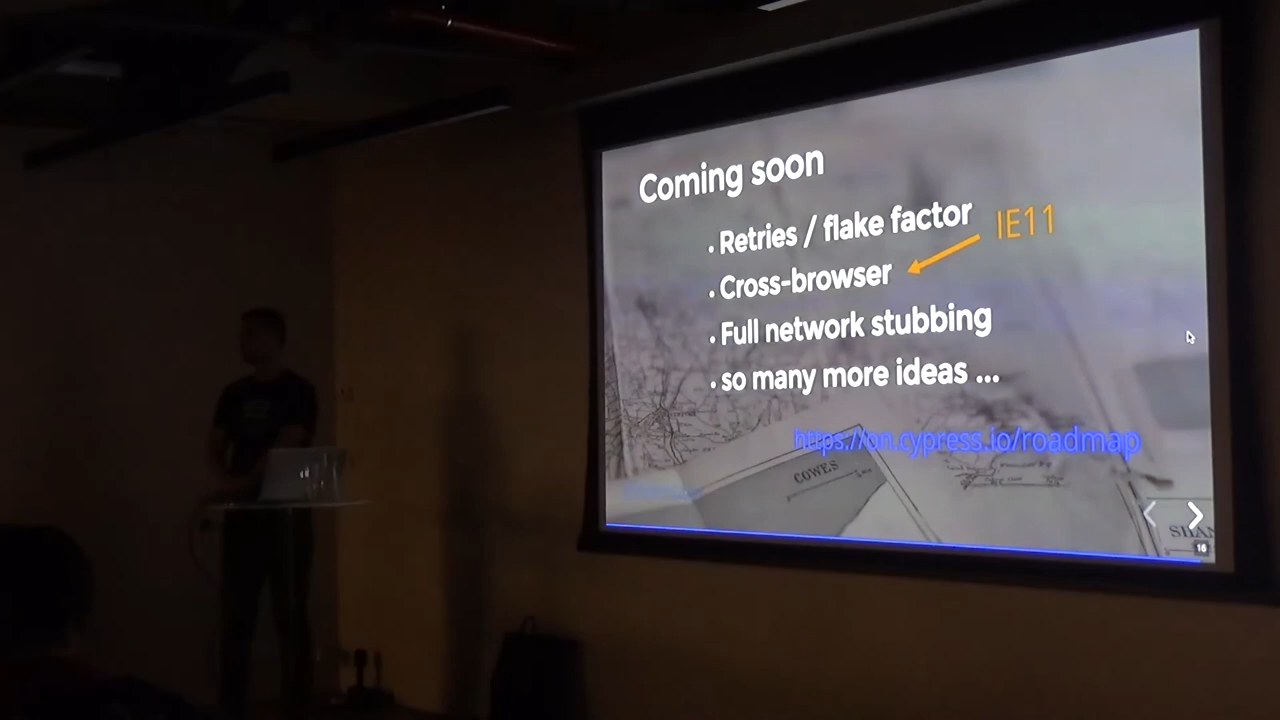 Coming soon
• Retries / flake factor
IE11
• Cross-browser
• Full network stubbing
• so many more ideas ...
https://on.cypress.io/roadmap
COWES
16